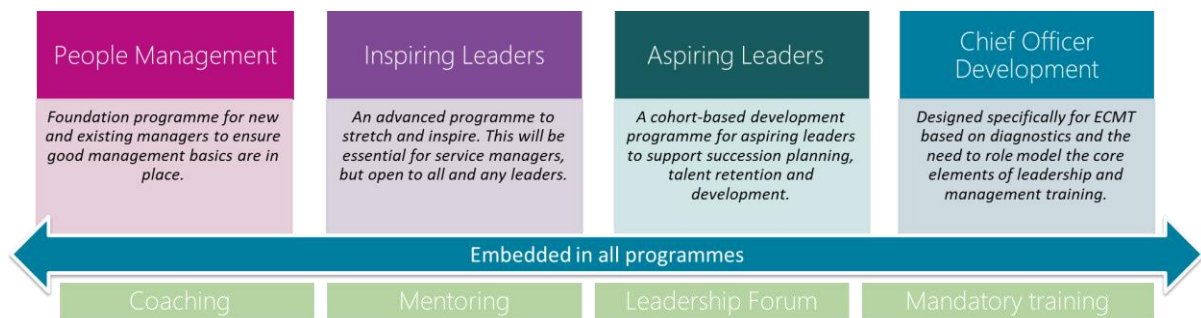 People Management
Foundation programme for new
and existing managers to ensure
good management basics are in
place.
Inspiring Leaders
An advanced programme to
stretch and inspire. This will be
essential for service managers,
but open to all and any leaders.
Aspiring Leaders
A cohort-based development
programme for aspiring leaders
to support succession planning,
talent retention and
development.
Chief Officer
Development
Designed specifically for ECMT
based on diagnostics and the
need to role model the core
elements of leadership and
management training.
Embedded in all programmes
Coaching
Mentoring
Leadership Forum
Mandatory training